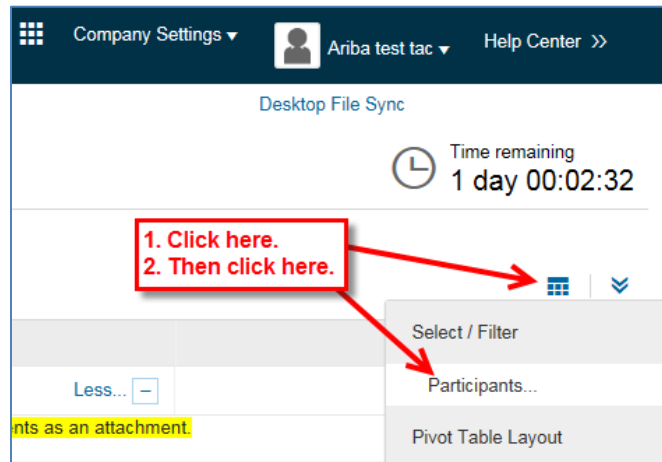 Company Settings ▾ Ariba test tac ▾ Help Center >>
Desktop File Sync
Time remaining
1 day 00:02:32
1. Click here.
2. Then click here.
Select / Filter
Less... −
Participants...
nts as an attachment.
Pivot Table Layout